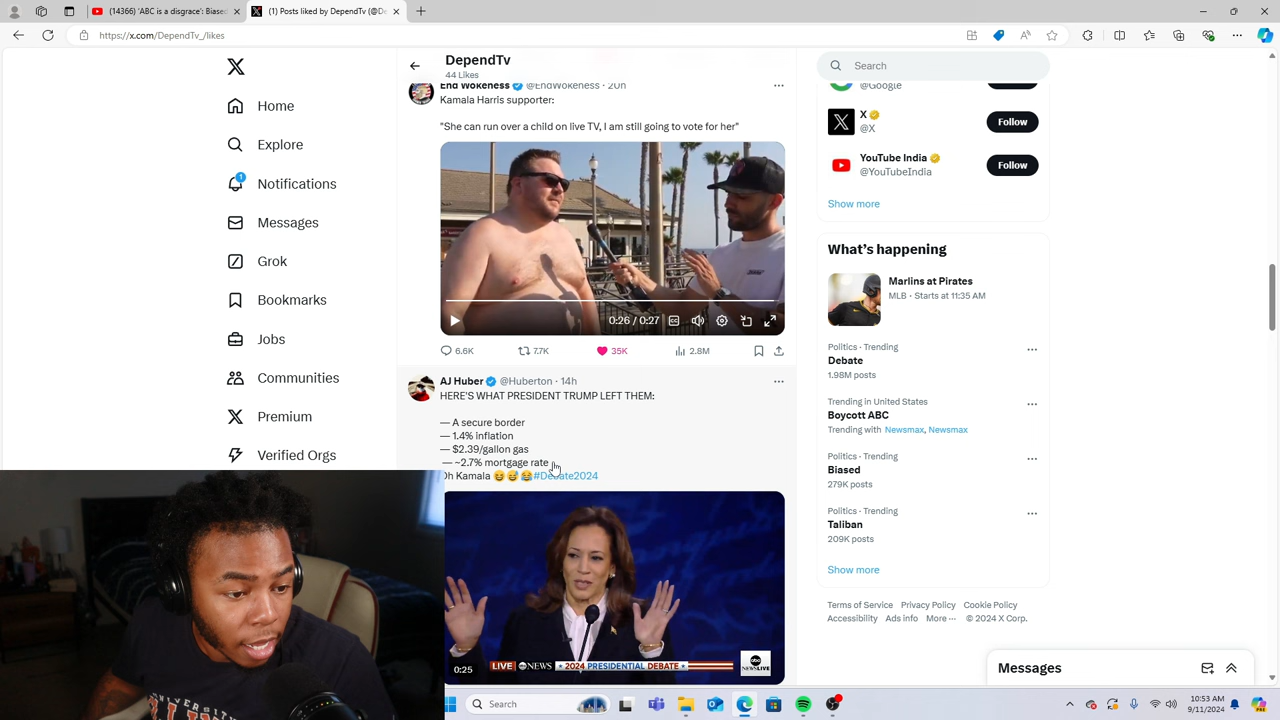 (14366) 'ABC is a disgrace': Biased
(1) Posts liked by DependTv (@De
https://x.com/DependTv_/likes
DependTv
44 Likes
Search
Home
Explore
1
Notifications
Messages
Grok
Bookmarks
Jobs
Communities
Premium
Verified Orgs
End Wokeness @EndWokeness · 20h
Kamala Harris supporter:
"She can run over a child on live TV, I am still going to vote for her"
0:26 / 0:27
6.6K 7.7K 35K 2.8M
AJ Huber @Huberton · 14h
HERE'S WHAT PRESIDENT TRUMP LEFT THEM:
— A secure border
— 1.4% inflation
— $2.39/gallon gas
— ~2.7% mortgage rate
Oh Kamala 😆😅😂#Debate2024
0:25
LIVE abc NEWS ★ 2024 PRESIDENTIAL DEBATE ★
abc
NEWS LIVE
@Google
Follow
X
@X
Follow
YouTube India
@YouTubeIndia
Follow
Show more
What's happening
Marlins at Pirates
MLB · Starts at 11:35 AM
Politics · Trending
Debate
1.98M posts
Trending in United States
Boycott ABC
Trending with Newsmax, Newsmax
Politics · Trending
Biased
279K posts
Politics · Trending
Taliban
209K posts
Show more
Terms of Service Privacy Policy Cookie Policy
Accessibility Ads info More ··· © 2024 X Corp.
Messages
Search
10:53 AM
9/11/2024